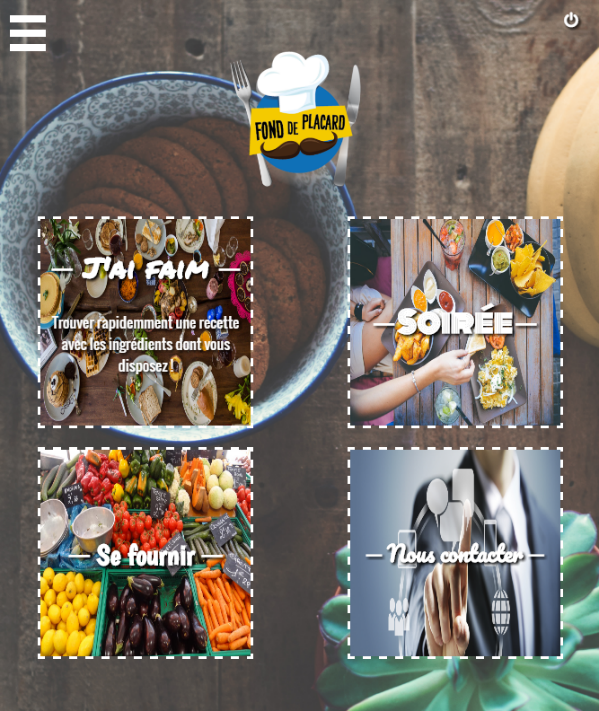 FOND DE PLACARD
J'AI FAIM
Trouver rapidemment une recette
avec les ingrédients dont vous
disposez !
SOIRÉE
Se fournir
Nous contacter